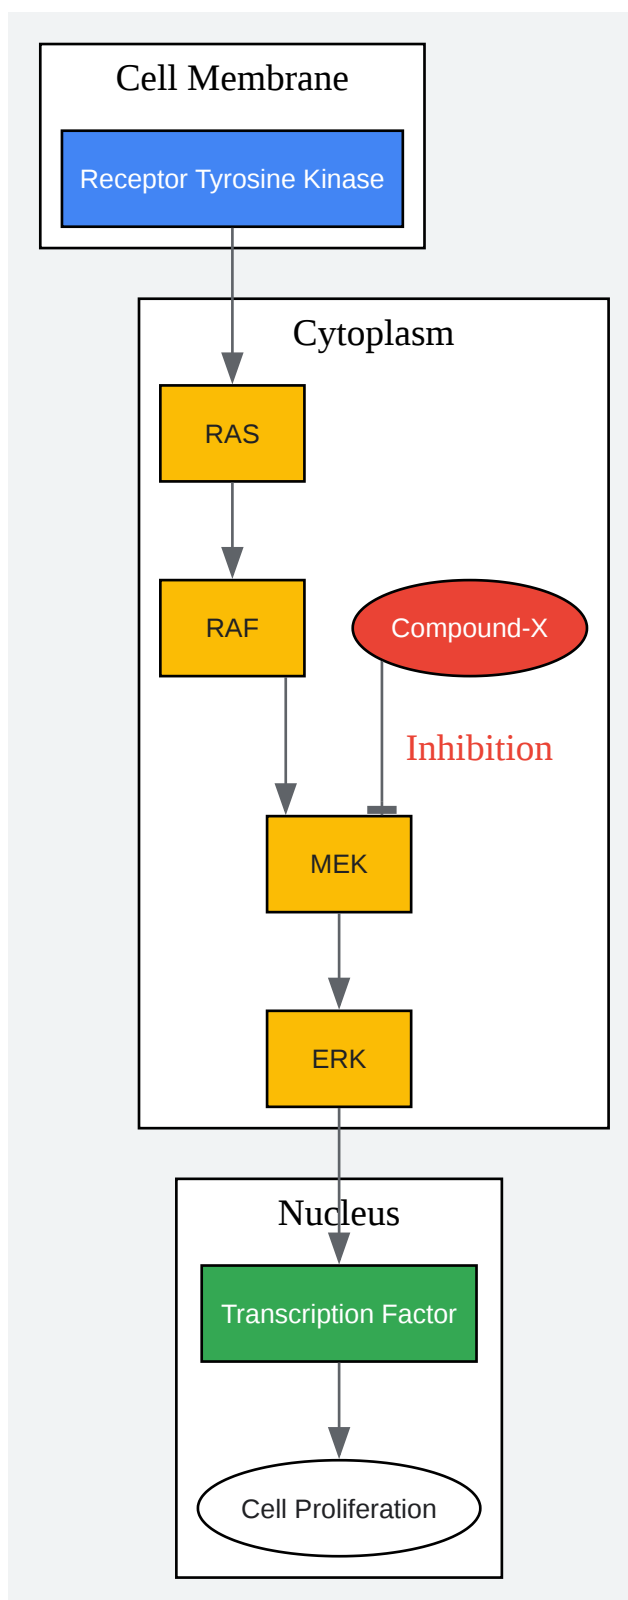 Cell Membrane
Receptor Tyrosine Kinase
Cytoplasm
RAS
RAF
Compound-X
Inhibition
MEK
ERK
Nucleus
Transcription Factor
Cell Proliferation